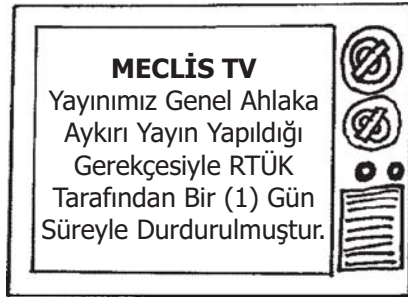 MECLİS TV
Yayınımız Genel Ahlaka
Aykırı Yayın Yapıldığı
Gerekçesiyle RTÜK
Tarafından Bir (1) Gün
Süreyle Durdurulmuştur.